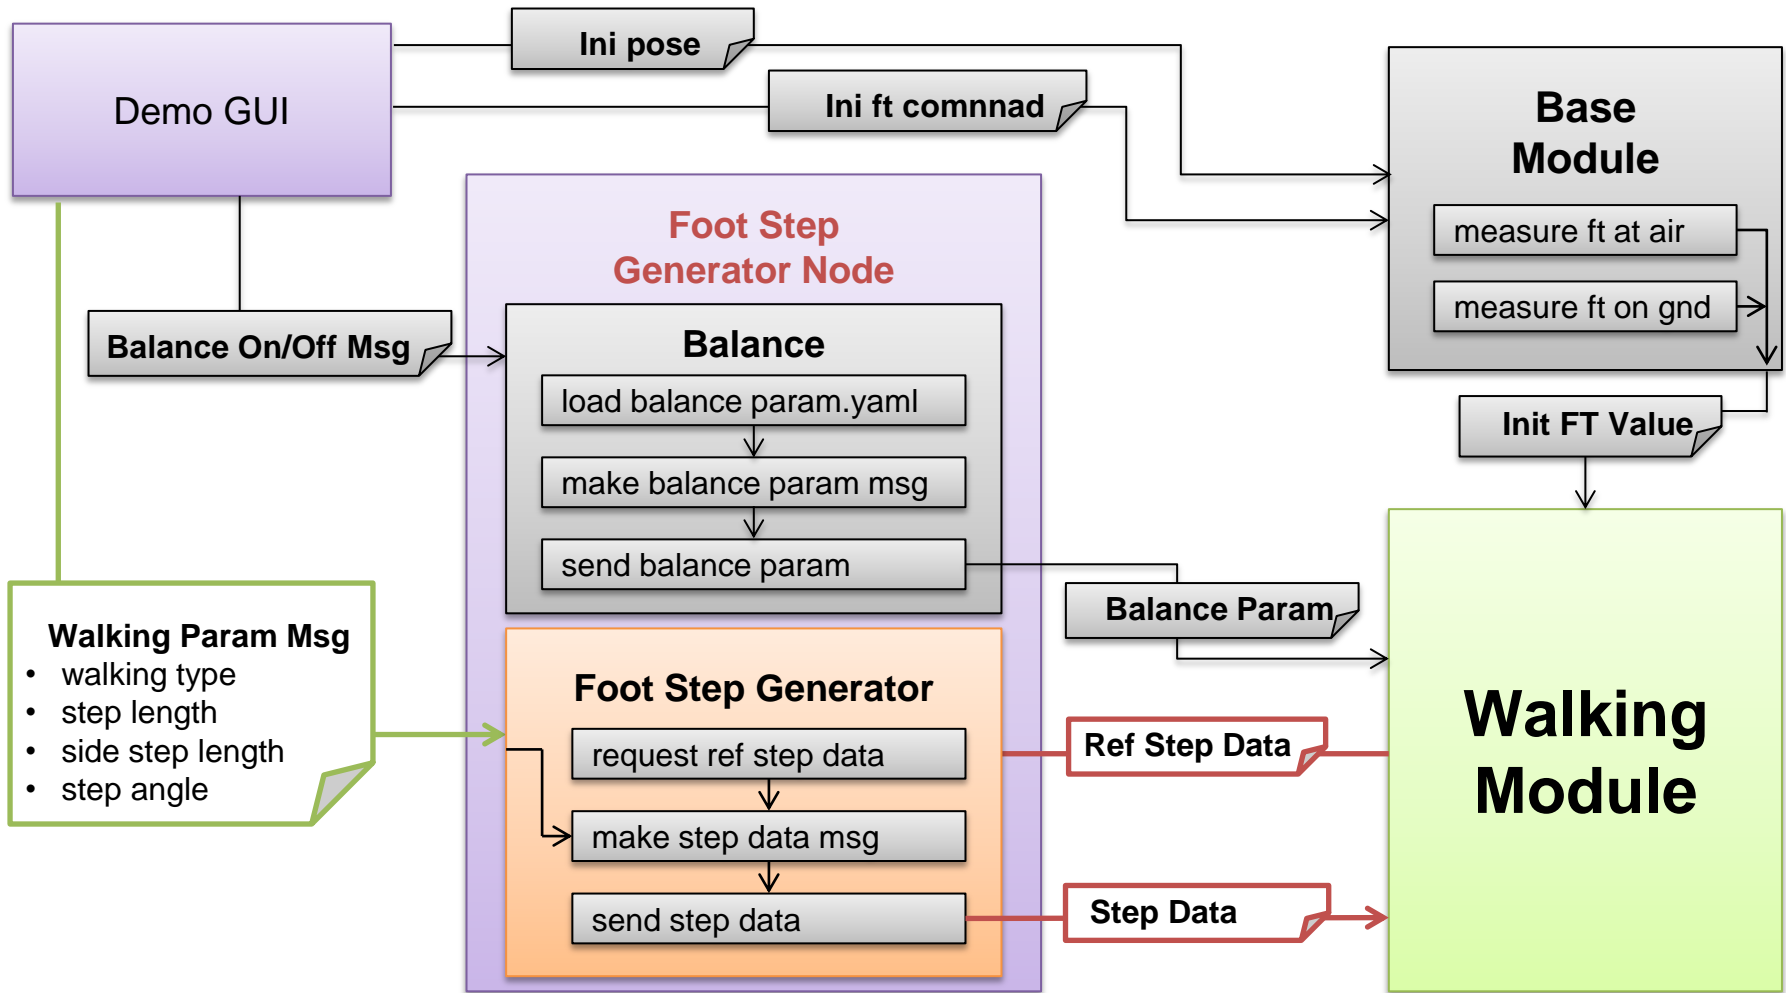 Demo GUI
Ini pose
Ini ft comnnad
Base
Module
measure ft at air
measure ft on gnd
Init FT Value
Foot Step
Generator Node
Balance On/Off Msg
Balance
load balance param.yaml
make balance param msg
send balance param
Balance Param
Walking Param Msg
• walking type
• step length
• side step length
• step angle
Foot Step Generator
request ref step data
make step data msg
send step data
Ref Step Data
Step Data
Walking
Module